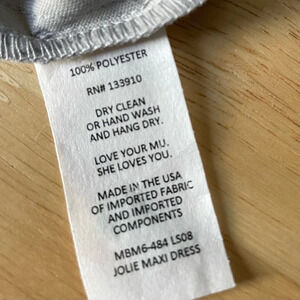 100% POLYESTER
RN# 133910
DRY CLEAN
OR HAND WASH
AND HANG DRY.
LOVE YOUR MU.
SHE LOVES YOU.
MADE IN THE USA
OF IMPORTED FABRIC
AND IMPORTED
COMPONENTS
MBM6-484 LS08
JOLIE MAXI DRESS